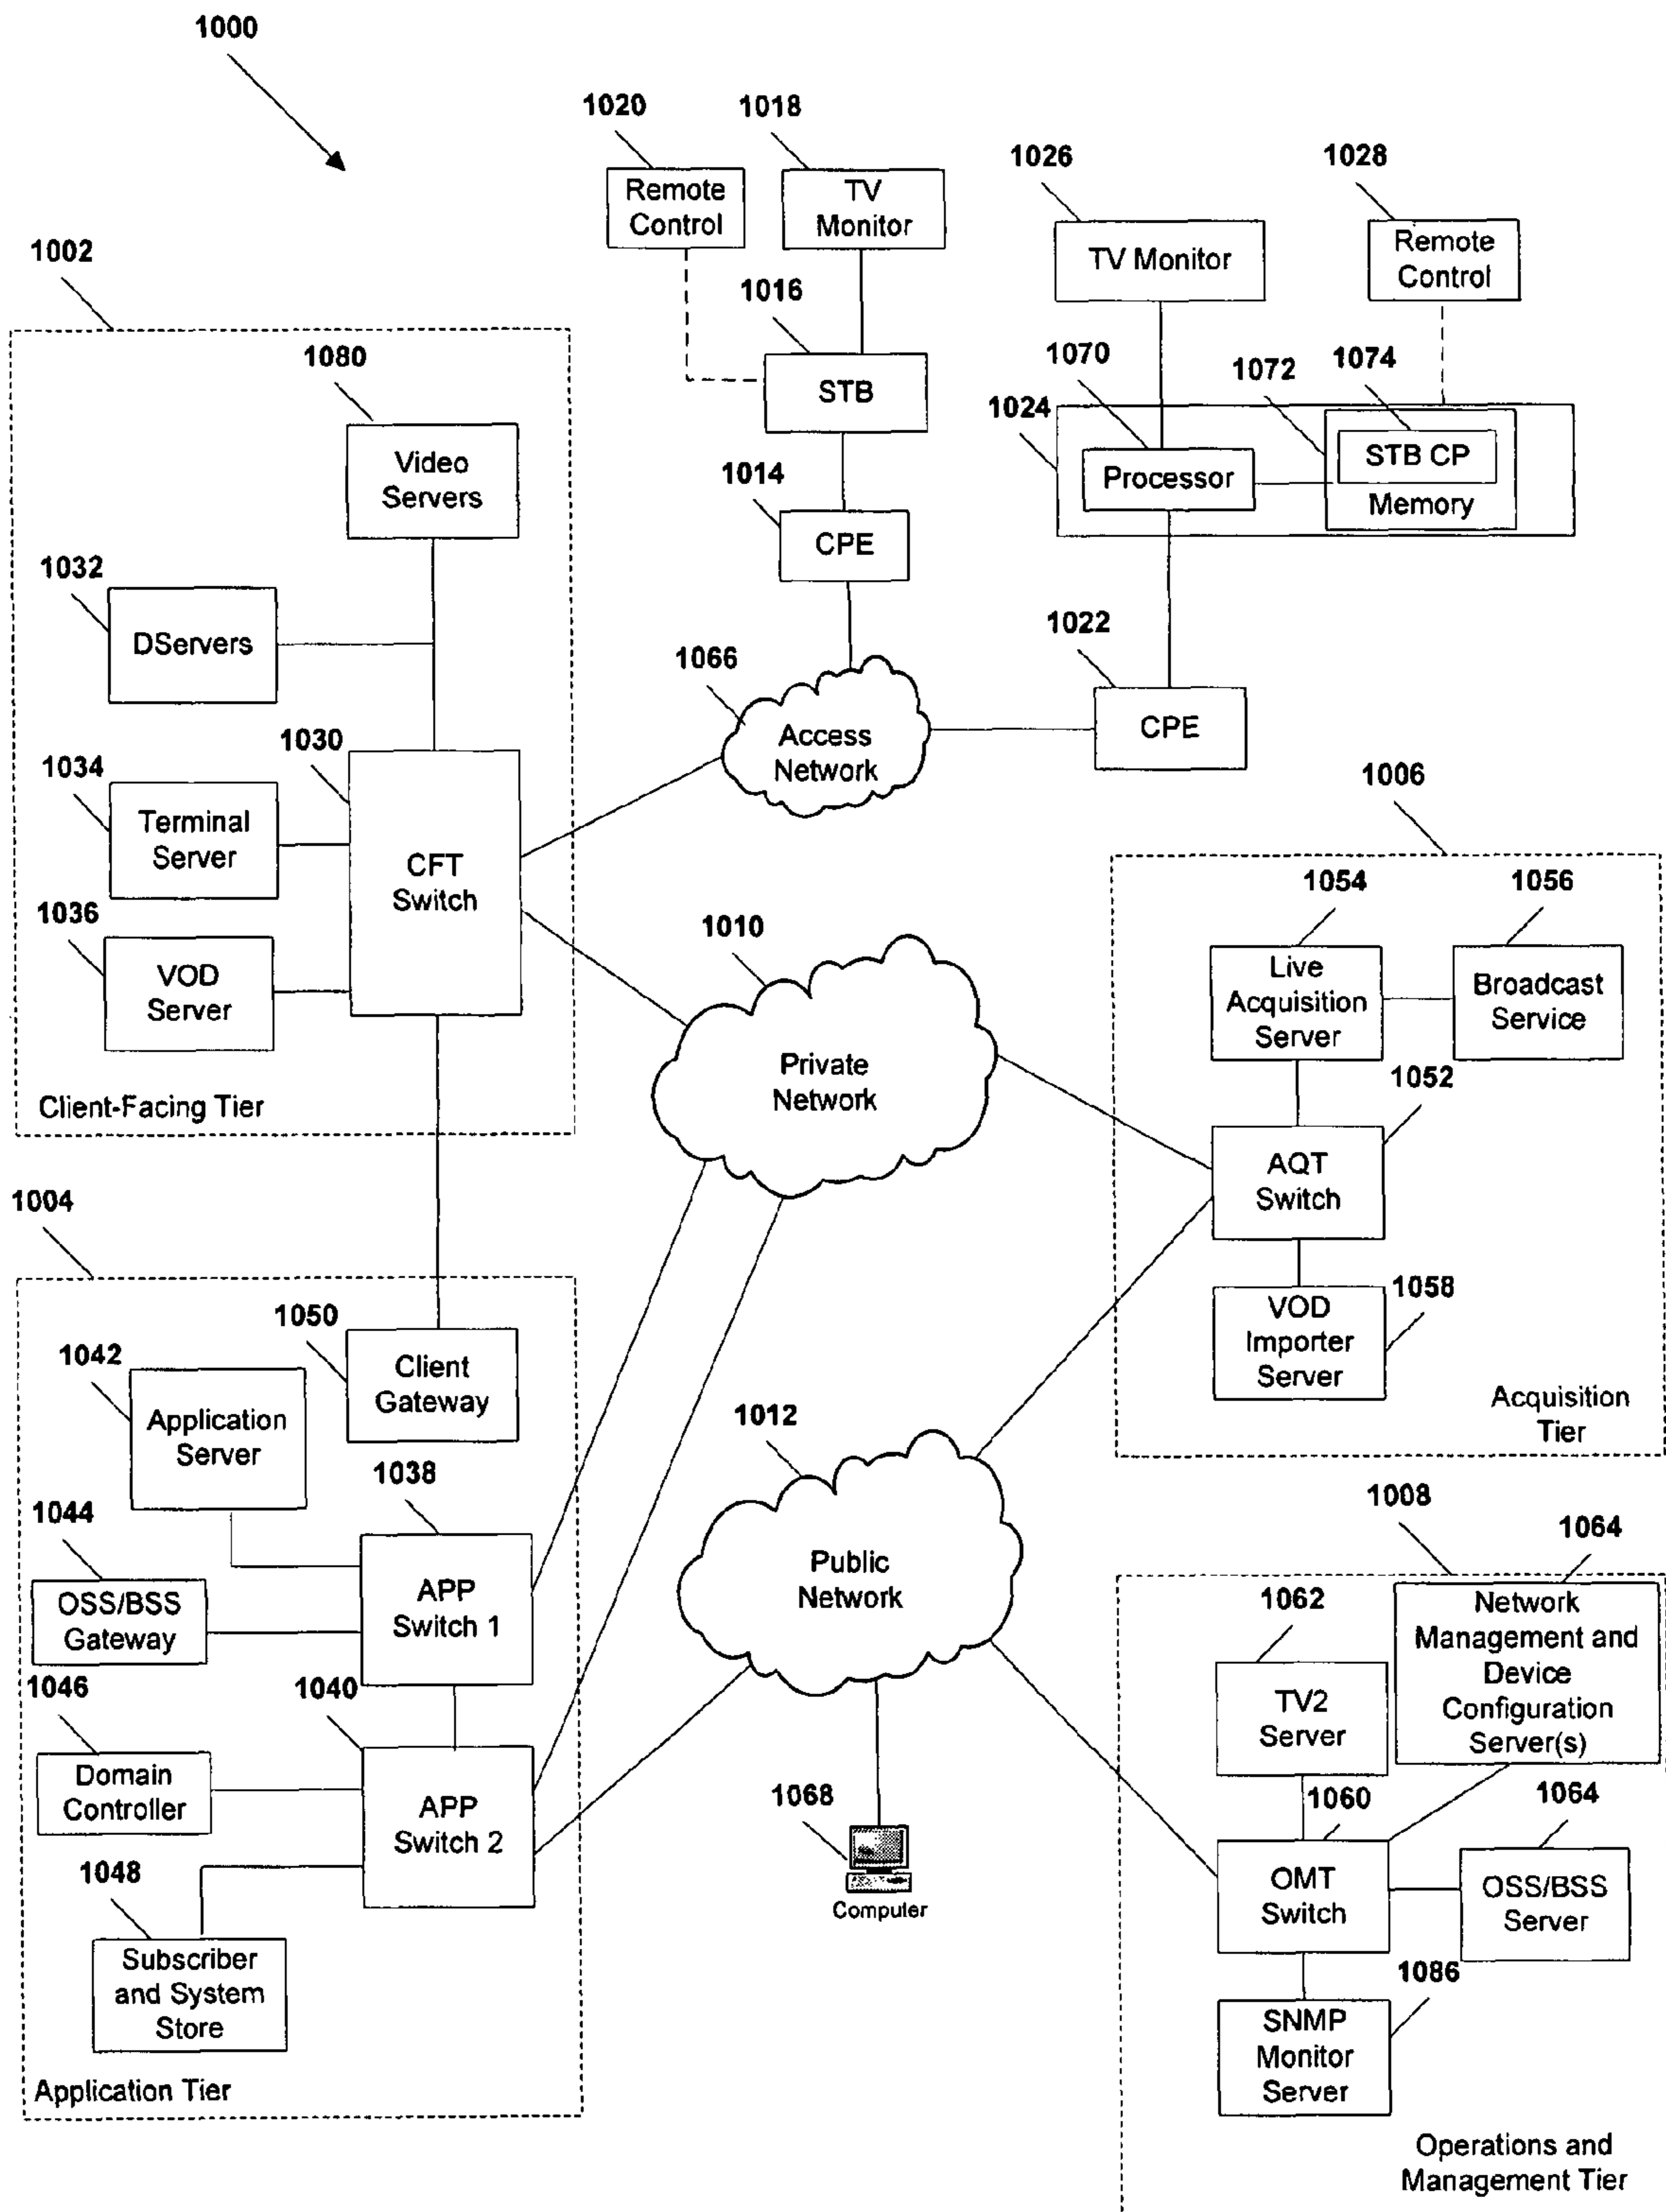 1000
1020
1018
Remote
Control
TV
Monitor
1026
1028
TV Monitor
Remote
Control
1002
1016
STB
1080
Video
Servers
1070
1072
1074
1024
Processor
STB CP
Memory
1014
CPE
1032
DServers
1022
CPE
1066
Access
Network
1030
1034
Terminal
Server
CFT
Switch
1036
VOD
Server
Client-Facing Tier
1006
1054
1056
Live
Acquisition
Server
Broadcast
Service
1010
Private
Network
1052
AQT
Switch
1058
VOD
Importer
Server
Acquisition
Tier
1004
1050
Client
Gateway
1042
Application
Server
1012
Public
Network
1038
1044
OSS/BSS
Gateway
APP
Switch 1
1046
1040
Domain
Controller
APP
Switch 2
1048
Subscriber
and System
Store
Application Tier
1068
Computer
1008
1064
Network
Management and
Device
Configuration
Server(s)
1062
TV2
Server
1060
1064
OMT
Switch
OSS/BSS
Server
1086
SNMP
Monitor
Server
Operations and
Management Tier